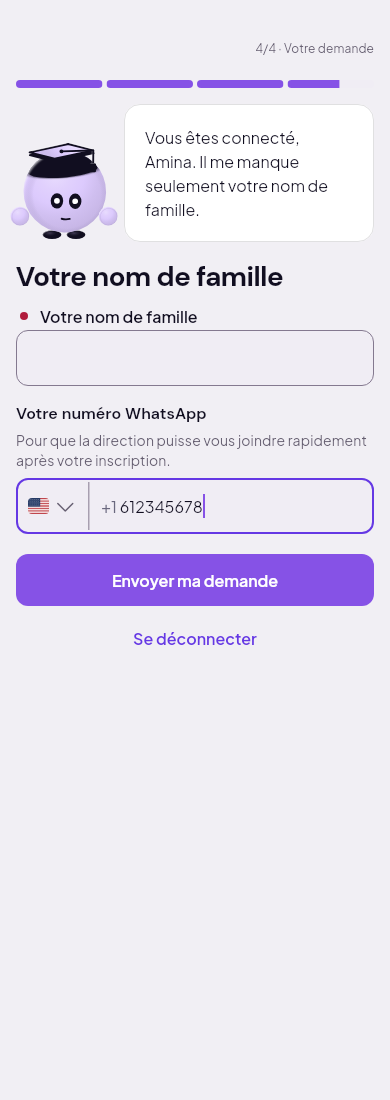 4/4 · Votre demande
Vous êtes connecté,
Amina. Il me manque
seulement votre nom de
famille.
Votre nom de famille
Votre nom de famille
Votre numéro WhatsApp
Pour que la direction puisse vous joindre rapidement
après votre inscription.
+1 612345678
Envoyer ma demande
Se déconnecter